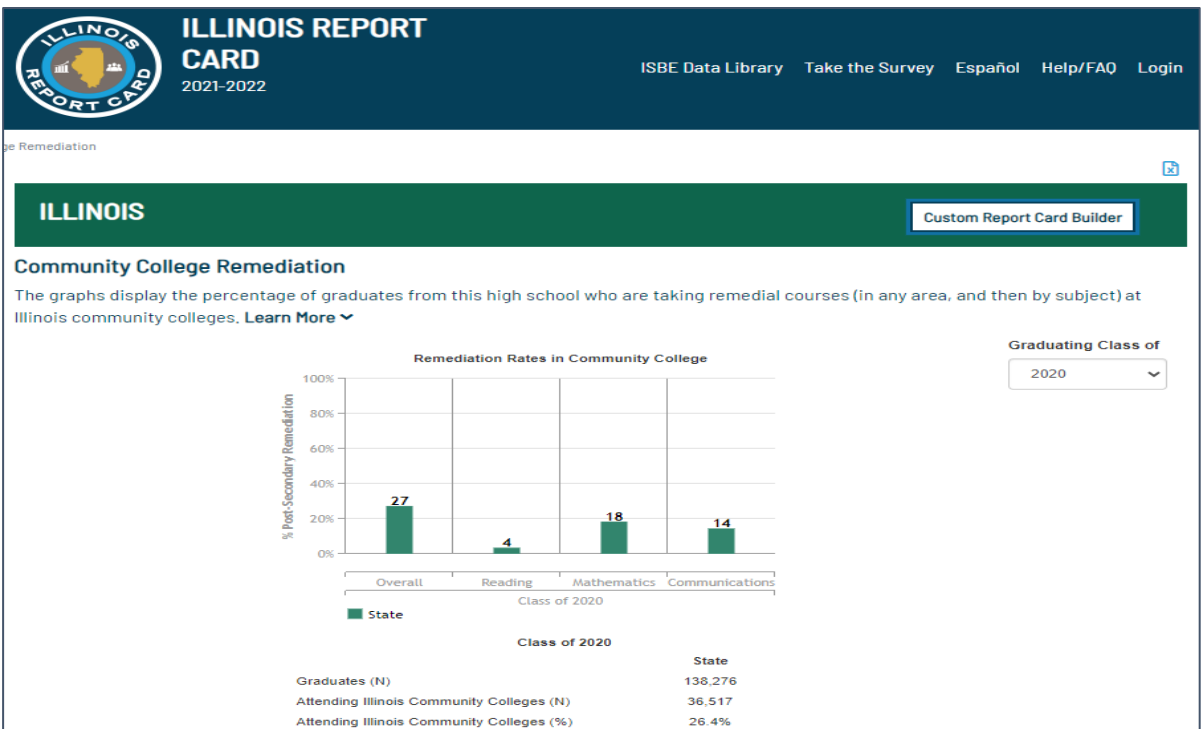 ILLINOIS
REPORT CARD
ILLINOIS REPORT
CARD
2021-2022
ISBE Data Library Take the Survey Español Help/FAQ Login
ge Remediation
ILLINOIS
Custom Report Card Builder
Community College Remediation
The graphs display the percentage of graduates from this high school who are taking remedial courses (in any area, and then by subject) at
Illinois community colleges. Learn More
Graduating Class of
2020
Remediation Rates in Community College
% Post-Secondary Remediation
100%
80%
60%
40%
20%
0%
27
4
18
14
Overall Reading Mathematics Communications
Class of 2020
State
Class of 2020
State
Graduates (N) 138,276
Attending Illinois Community Colleges (N) 36,517
Attending Illinois Community Colleges (%) 26.4%